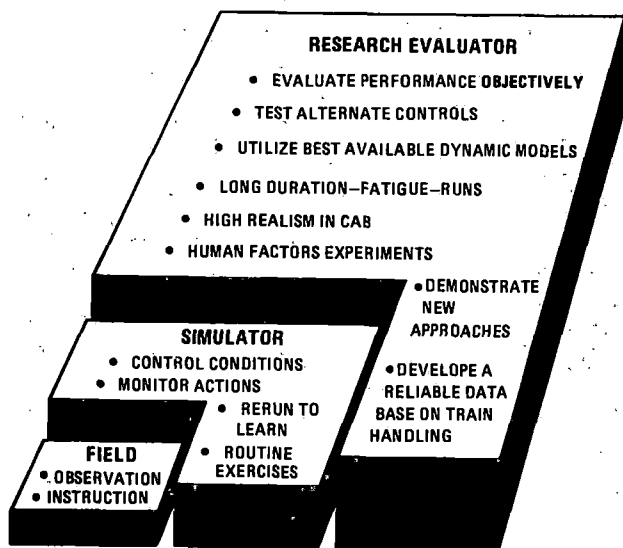 RESEARCH EVALUATOR
• EVALUATE PERFORMANCE OBJECTIVELY
• TEST ALTERNATE CONTROLS
• UTILIZE BEST AVAILABLE DYNAMIC MODELS
• LONG DURATION–FATIGUE–RUNS
• HIGH REALISM IN CAB
• HUMAN FACTORS EXPERIMENTS
• DEMONSTRATE
NEW
APPROACHES
• DEVELOPE A
RELIABLE DATA
BASE ON TRAIN
HANDLING
SIMULATOR
• CONTROL CONDITIONS
• MONITOR ACTIONS
• RERUN TO
LEARN
• ROUTINE
EXERCISES
FIELD
• OBSERVATION
• INSTRUCTION